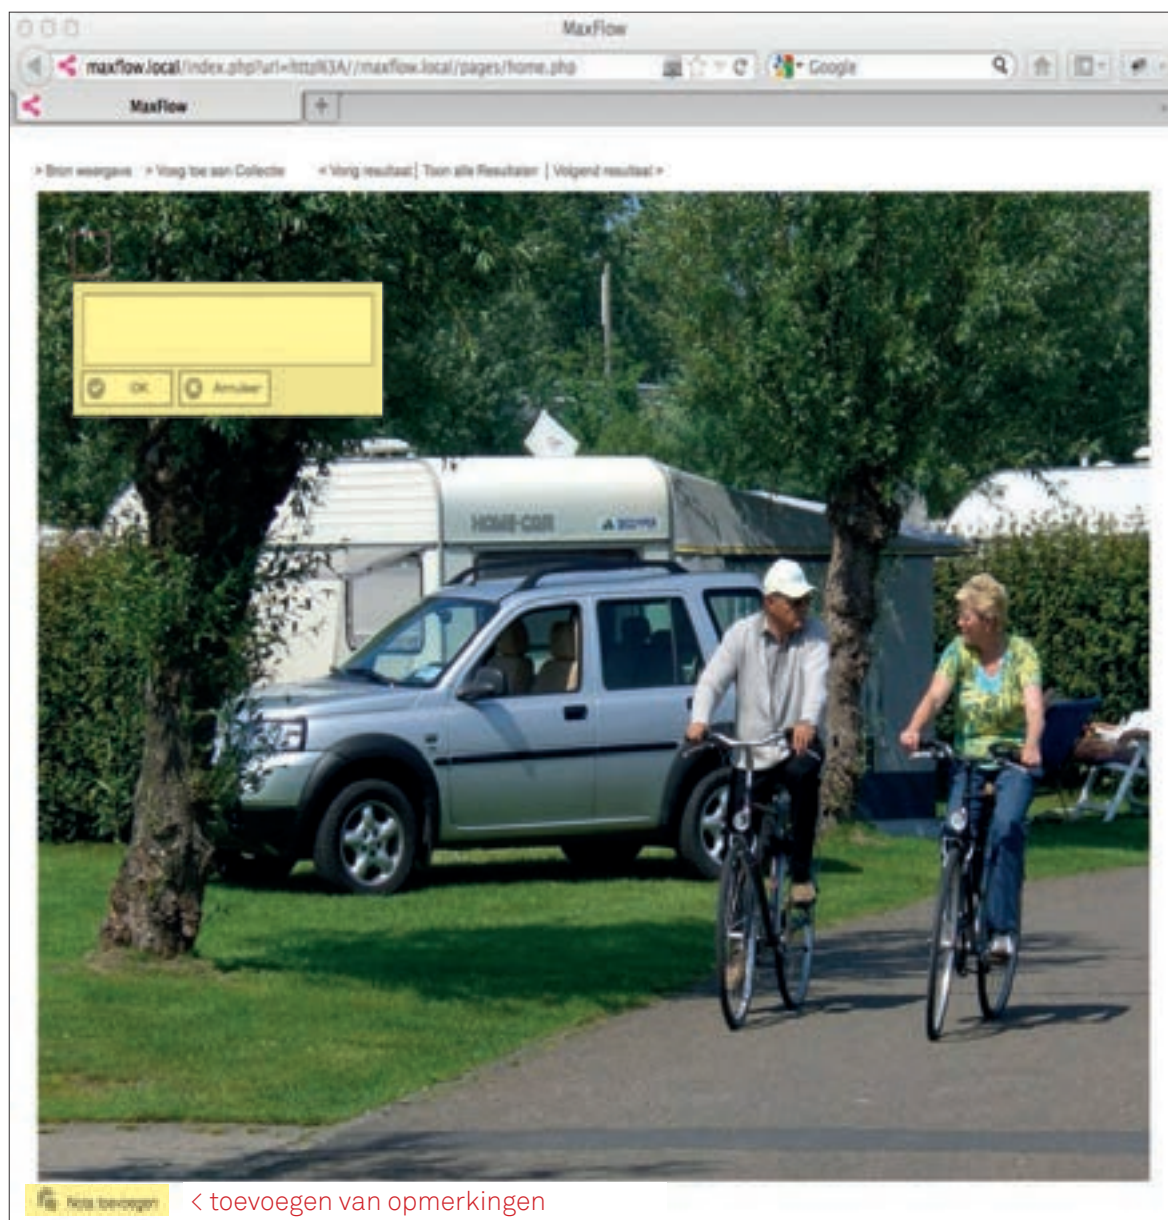 MaxFlow
maxflow.local/index.php?url=http%3A//maxflow.local/pages/home.php
Google
MaxFlow
+
> Bron weergave > Voeg toe aan Collectie < Vorig resultaat | Toon alle Resultaten | Volgend resultaat >
OK Annuleer
HOME-CAR
Nota toevoegen < toevoegen van opmerkingen